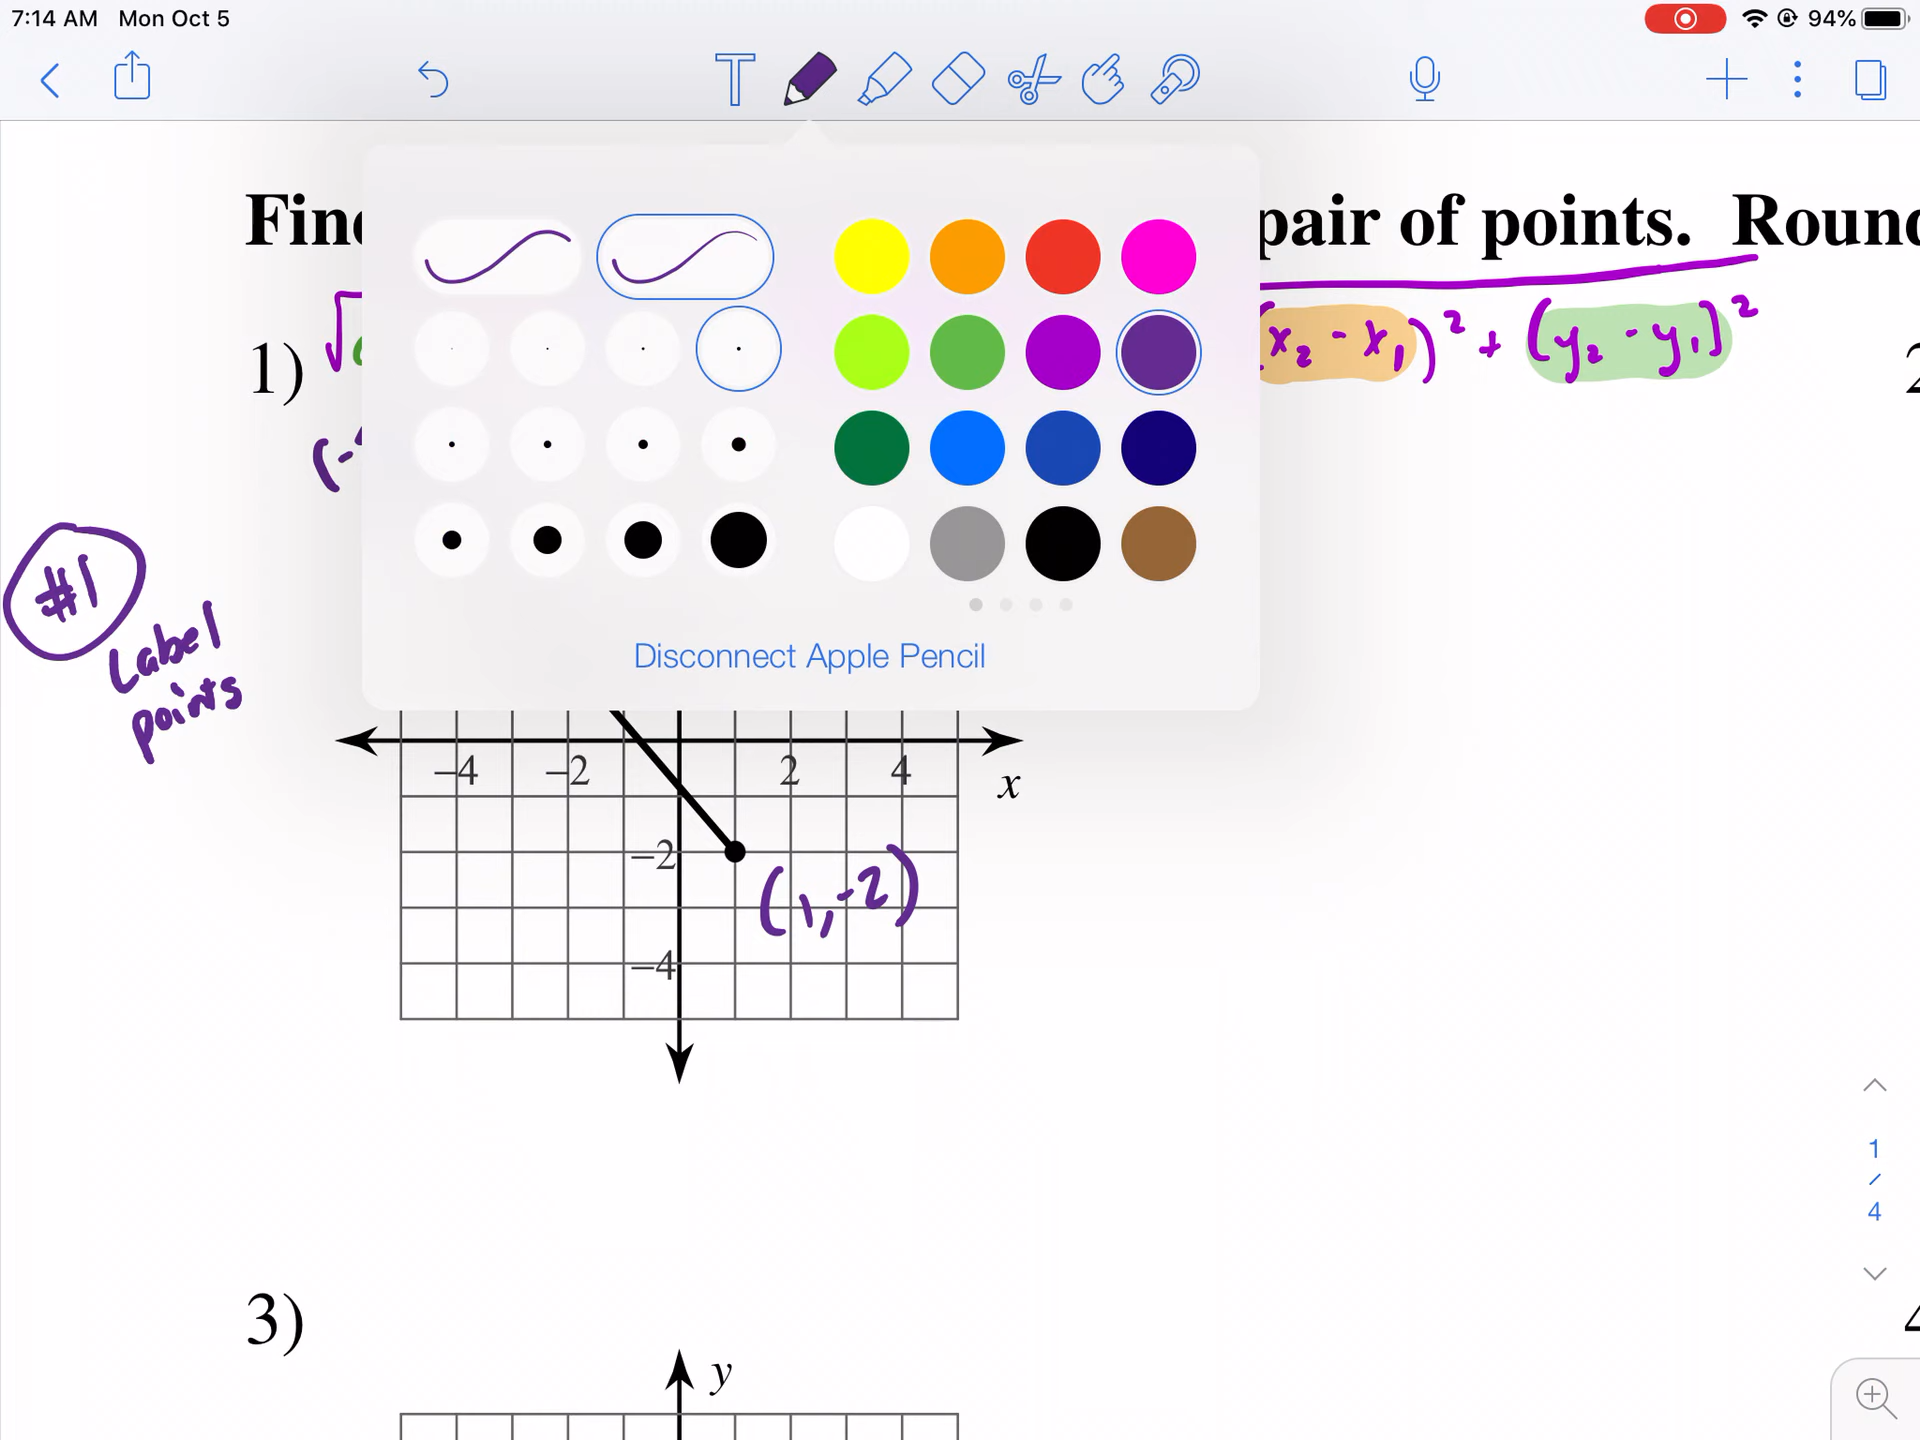 7:14 AM Mon Oct 5
94%
T
pair of points. Round
1)
x₂ - x₁)² + (y₂ - y₁)²
(-
#1
Label
points
Disconnect Apple Pencil
–4 –2 2 4
x
–2
(1, -2)
–4
1
/
4
3)
y